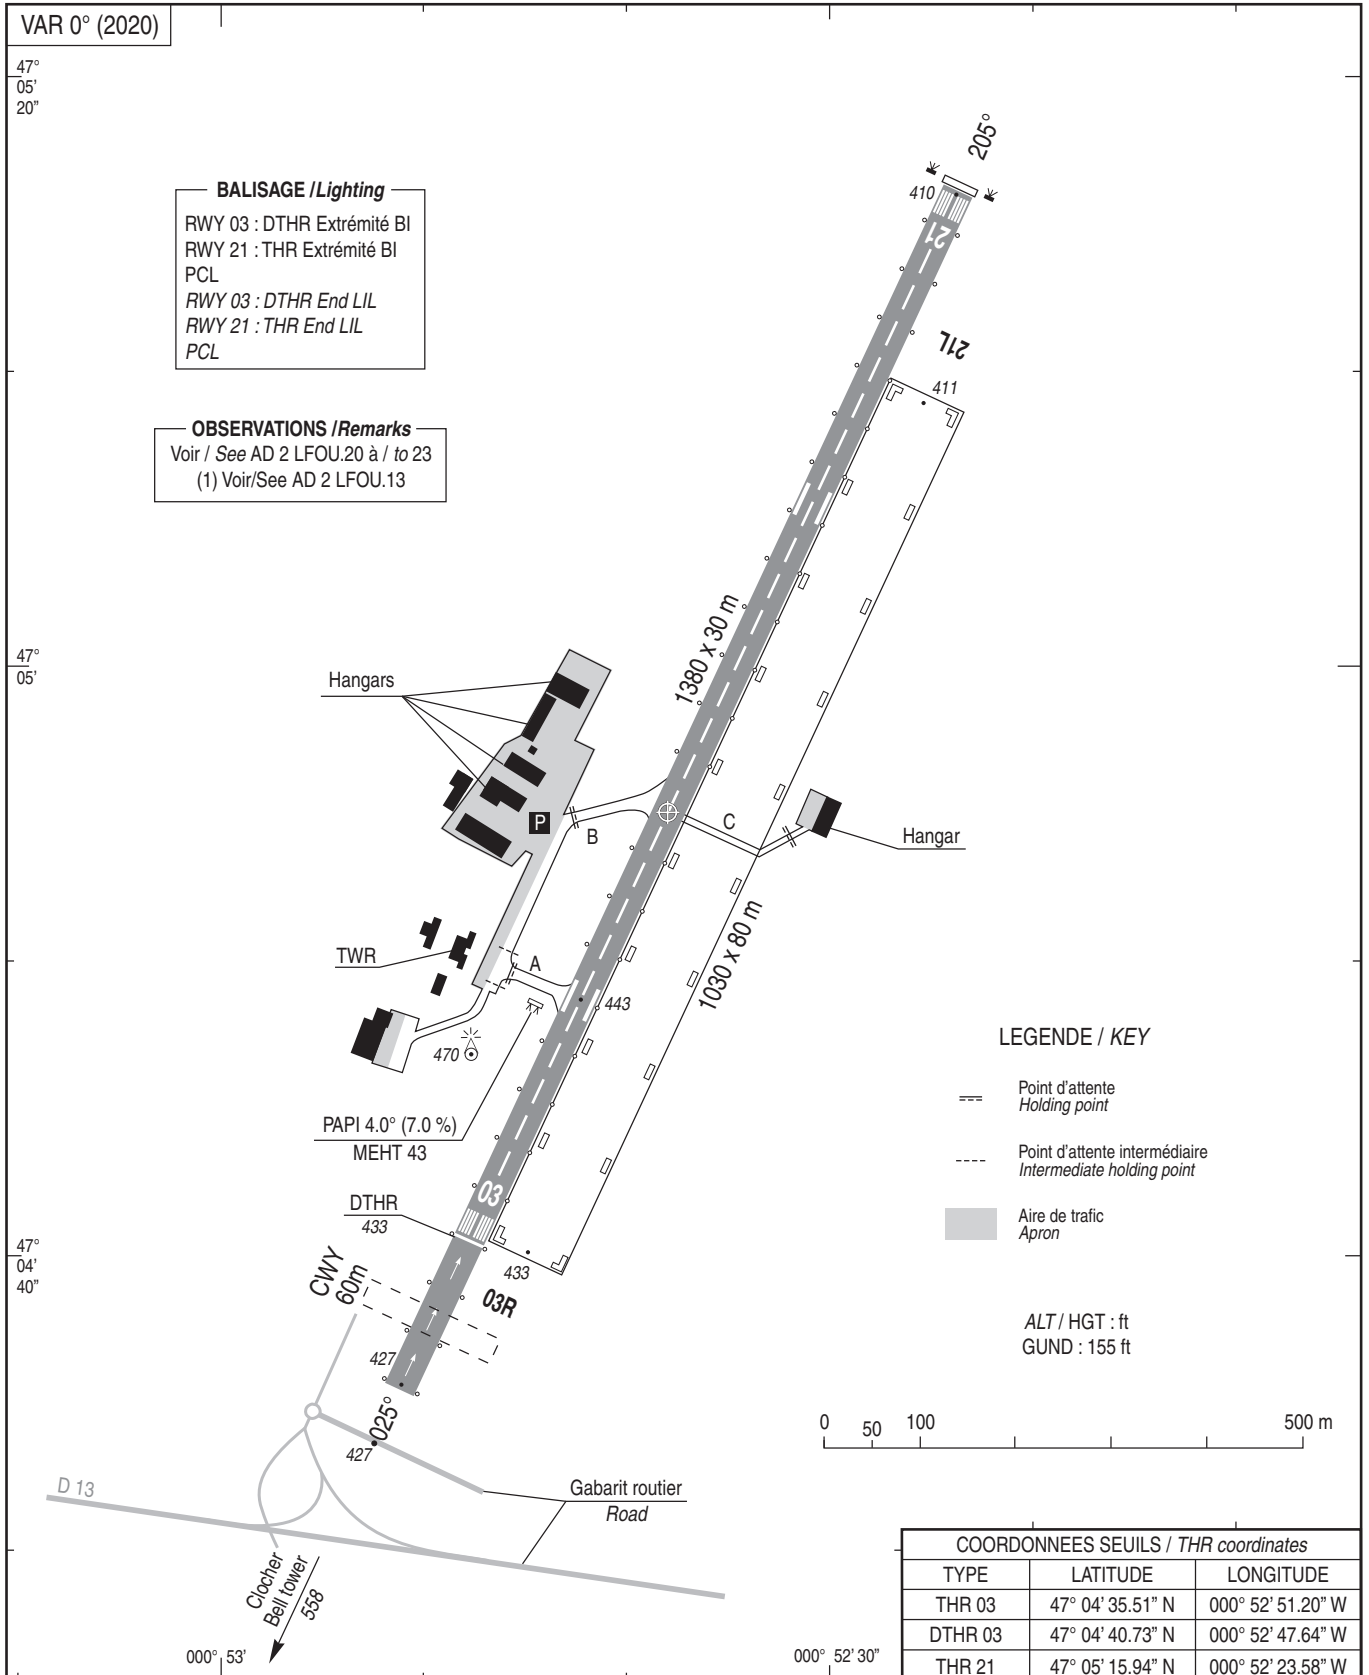 VAR 0° (2020)
47°
05’
20”
205°
410
BALISAGE /Lighting
RWY 03 : DTHR Extrémité BI
RWY 21 : THR Extrémité BI
PCL
RWY 03 : DTHR End LIL
RWY 21 : THR End LIL
PCL
21
21L
411
OBSERVATIONS /Remarks
Voir / See AD 2 LFOU.20 à / to 23
(1) Voir/See AD 2 LFOU.13
1380 x 30 m
47°
05’
Hangars
P
B
C
Hangar
1030 x 80 m
TWR
A
443
470
LEGENDE / KEY
Point d’attente
Holding point
Point d’attente intermédiaire
Intermediate holding point
Aire de trafic
Apron
PAPI 4.0° (7.0 %)
MEHT 43
03
DTHR
433
47°
04’
40”
433
CWY
60m
03R
ALT / HGT : ft
GUND : 155 ft
427
025°
427
0
50
100
500 m
D 13
Gabarit routier
Road
Clocher
Bell tower
558
000° 53’
000° 52’ 30”
COORDONNEES SEUILS / THR coordinates
TYPE LATITUDE LONGITUDE
THR 03 47° 04’ 35.51” N 000° 52’ 51.20” W
DTHR 03 47° 04’ 40.73” N 000° 52’ 47.64” W
THR 21 47° 05’ 15.94” N 000° 52’ 23.58” W